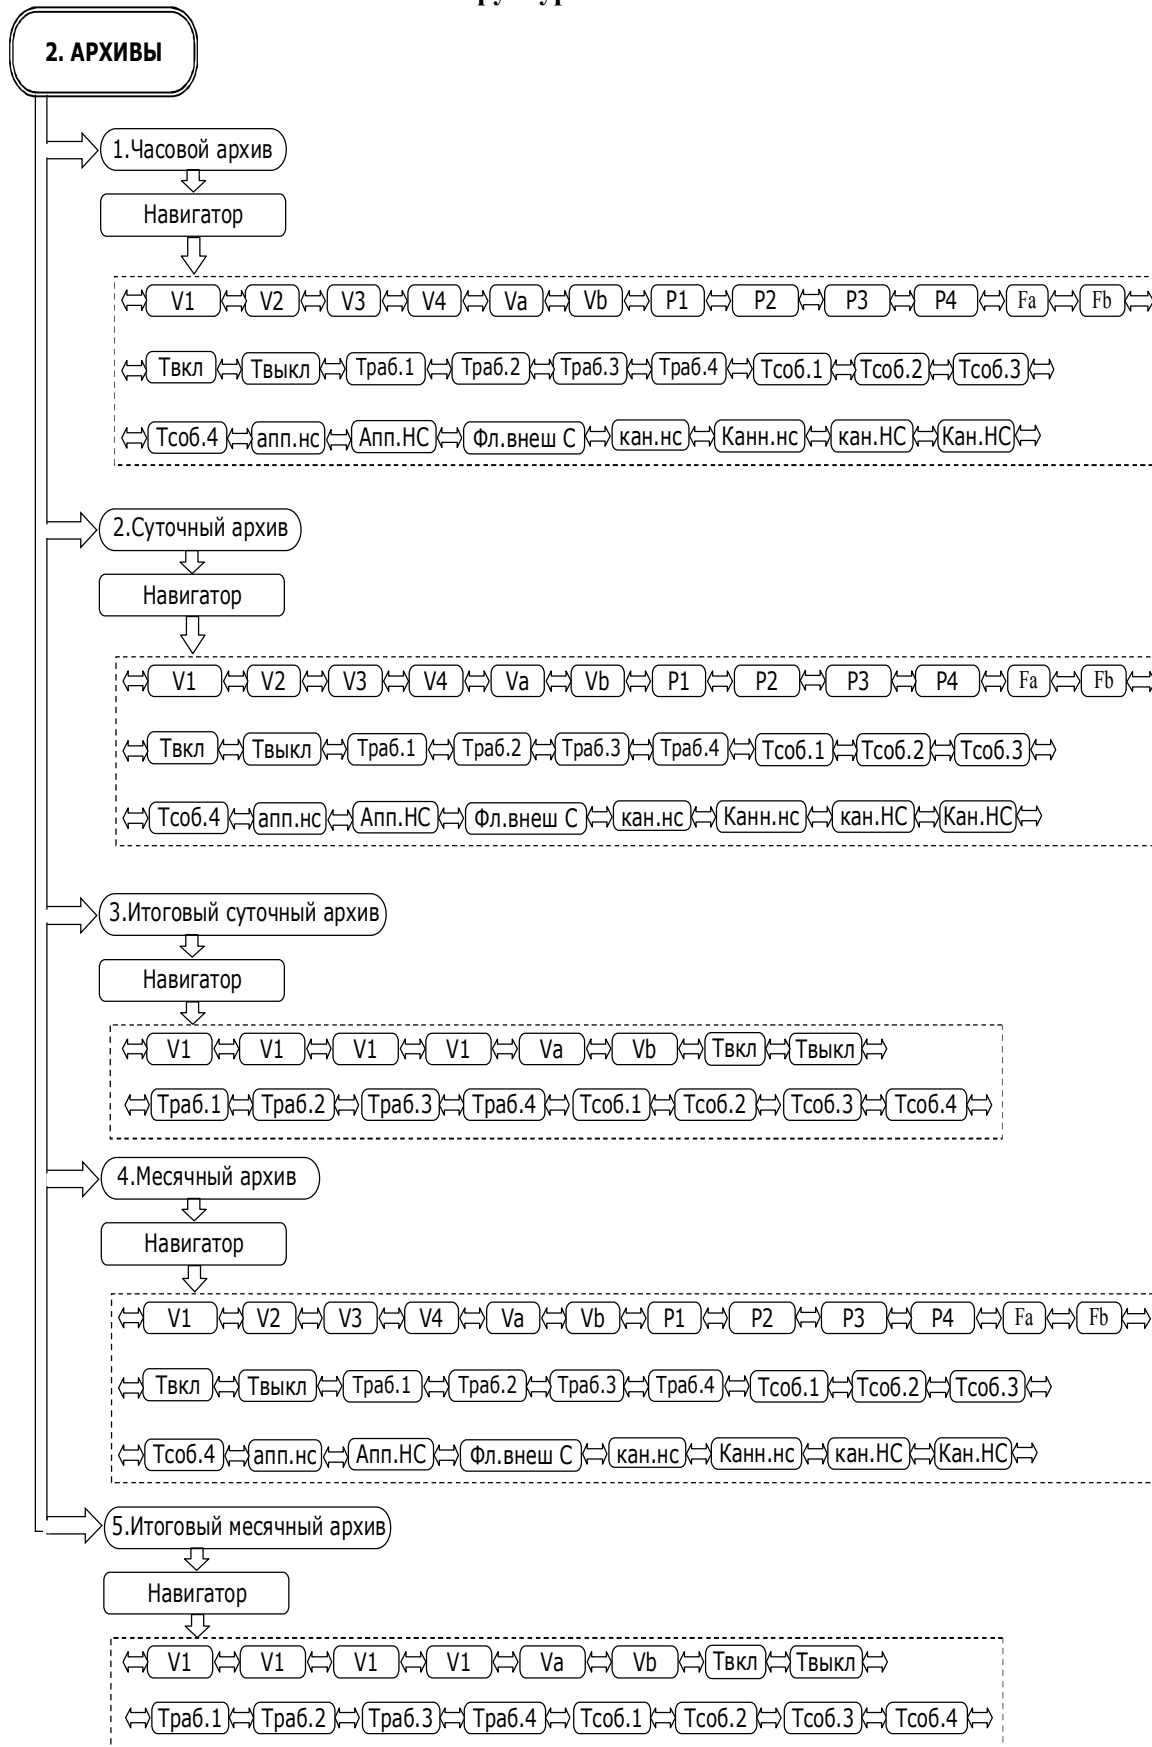 2. АРХИВЫ
1.Часовой архив
Навигатор
V1 V2 V3 V4 Va Vb P1 P2 P3 P4 Fa Fb
Твкл Твыкл Траб.1 Траб.2 Траб.3 Траб.4 Тсоб.1 Тсоб.2 Тсоб.3
Тсоб.4 апп.нс Апп.НС Фл.внеш С кан.нс Канн.нс кан.НС Кан.НС
2.Суточный архив
Навигатор
V1 V2 V3 V4 Va Vb P1 P2 P3 P4 Fa Fb
Твкл Твыкл Траб.1 Траб.2 Траб.3 Траб.4 Тсоб.1 Тсоб.2 Тсоб.3
Тсоб.4 апп.нс Апп.НС Фл.внеш С кан.нс Канн.нс кан.НС Кан.НС
3.Итоговый суточный архив
Навигатор
V1 V1 V1 V1 Va Vb Твкл Твыкл
Траб.1 Траб.2 Траб.3 Траб.4 Тсоб.1 Тсоб.2 Тсоб.3 Тсоб.4
4.Месячный архив
Навигатор
V1 V2 V3 V4 Va Vb P1 P2 P3 P4 Fa Fb
Твкл Твыкл Траб.1 Траб.2 Траб.3 Траб.4 Тсоб.1 Тсоб.2 Тсоб.3
Тсоб.4 апп.нс Апп.НС Фл.внеш С кан.нс Канн.нс кан.НС Кан.НС
5.Итоговый месячный архив
Навигатор
V1 V1 V1 V1 Va Vb Твкл Твыкл
Траб.1 Траб.2 Траб.3 Траб.4 Тсоб.1 Тсоб.2 Тсоб.3 Тсоб.4